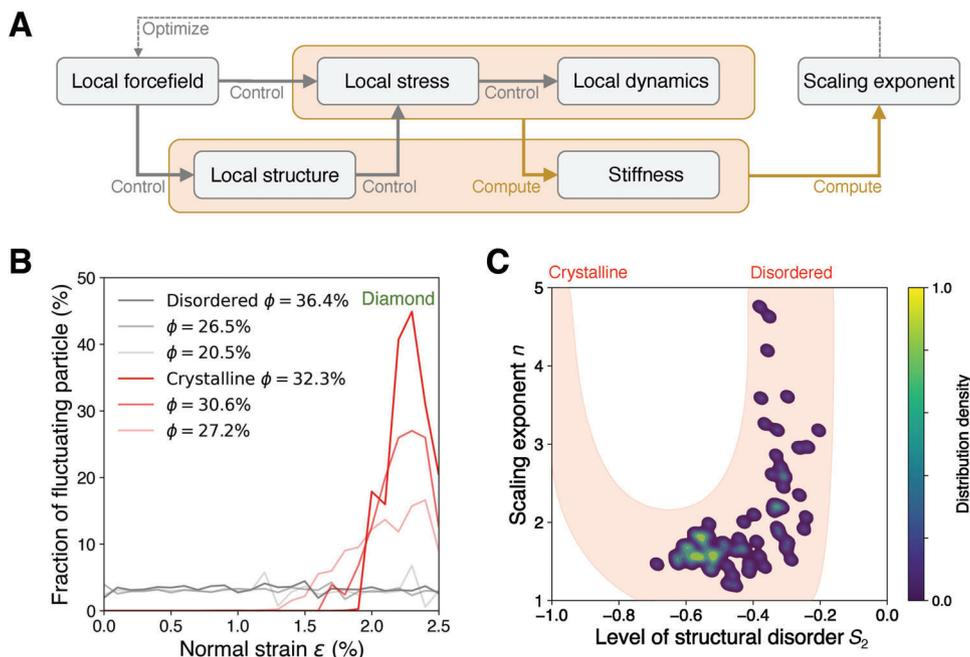 A
Optimize
Local forcefield
Control
Local stress
Control
Local dynamics
Scaling exponent
Control
Local structure
Control
Compute
Stiffness
Compute
B
Fraction of fluctuating particle (%)
50
40
30
20
10
0
Disordered ϕ = 36.4%
ϕ = 26.5%
ϕ = 20.5%
Crystalline ϕ = 32.3%
ϕ = 30.6%
ϕ = 27.2%
Diamond
0.0 0.5 1.0 1.5 2.0 2.5
Normal strain ε (%)
C
Crystalline Disordered
Scaling exponent n
5
4
3
2
1
−1.0 −0.8 −0.6 −0.4 −0.2 0.0
Level of structural disorder S₂
1.0
0.0
Distribution density